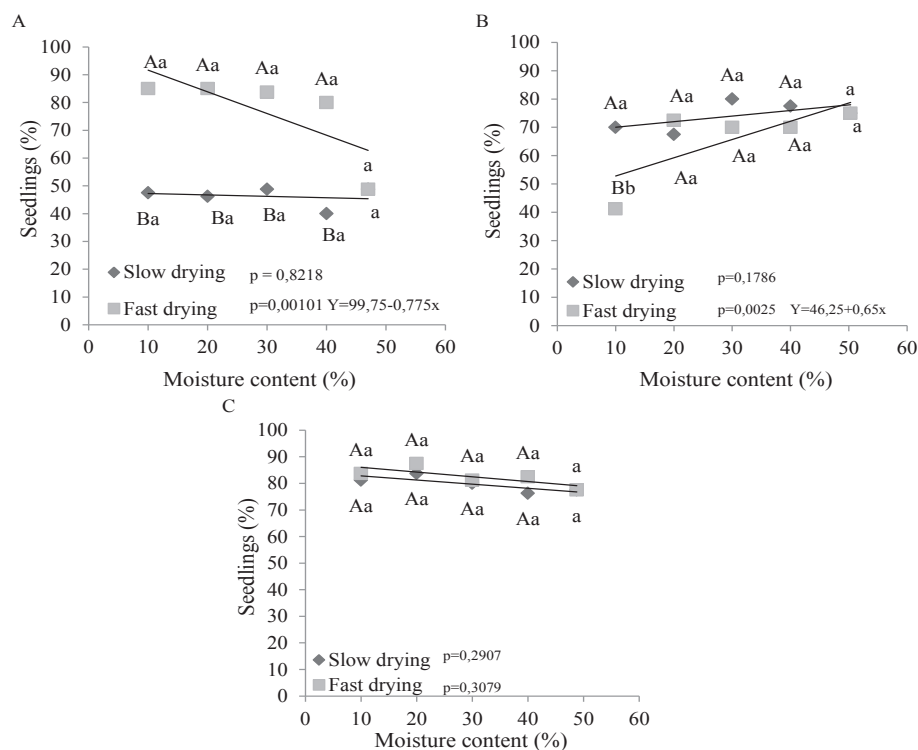 A
100
90
80
70
60
50
40
30
20
10
0
Seedlings (%)
Aa Aa Aa Aa
a
Ba Ba Ba Ba a
Slow drying p = 0,8218
Fast drying p=0,00101 Y=99,75-0,775x
0 10 20 30 40 50 60
Moisture content (%)
B
100
90
80
70
60
50
40
30
20
10
0
Seedlings (%)
Aa Aa Aa Aa a
Bb Aa Aa Aa a
Slow drying p=0,1786
Fast drying p=0,0025 Y=46,25+0,65x
0 10 20 30 40 50 60
Moisture content (%)
C
100
90
80
70
60
50
40
30
20
10
0
Seedlings (%)
Aa Aa Aa Aa a
Aa Aa Aa Aa a
Slow drying p=0,2907
Fast drying p=0,3079
0 10 20 30 40 50 60
Moisture content (%)